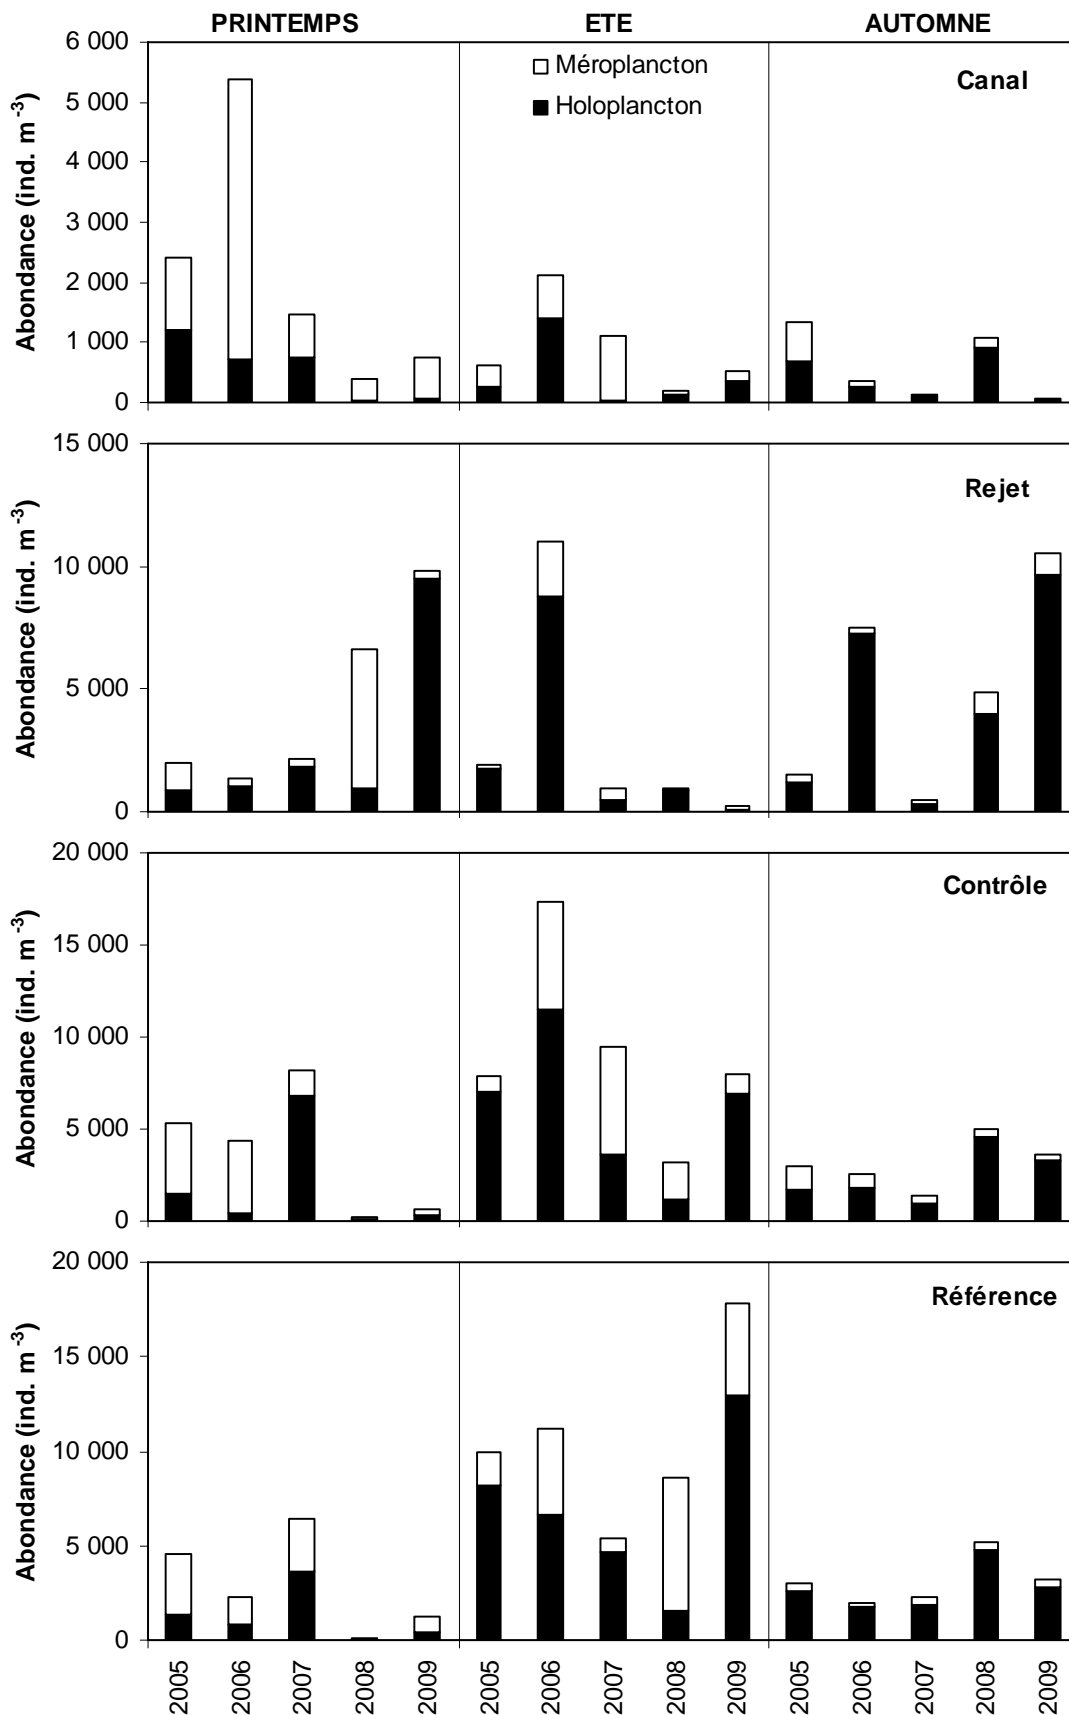 PRINTEMPS ETE AUTOMNE
Méroplancton
Holoplancton
Canal
Abondance (ind. m⁻³)
6 000
5 000
4 000
3 000
2 000
1 000
0
Rejet
Abondance (ind. m⁻³)
15 000
10 000
5 000
0
Contrôle
Abondance (ind. m⁻³)
20 000
15 000
10 000
5 000
0
Référence
Abondance (ind. m⁻³)
20 000
15 000
10 000
5 000
0
2005 2006 2007 2008 2009 2005 2006 2007 2008 2009 2005 2006 2007 2008 2009